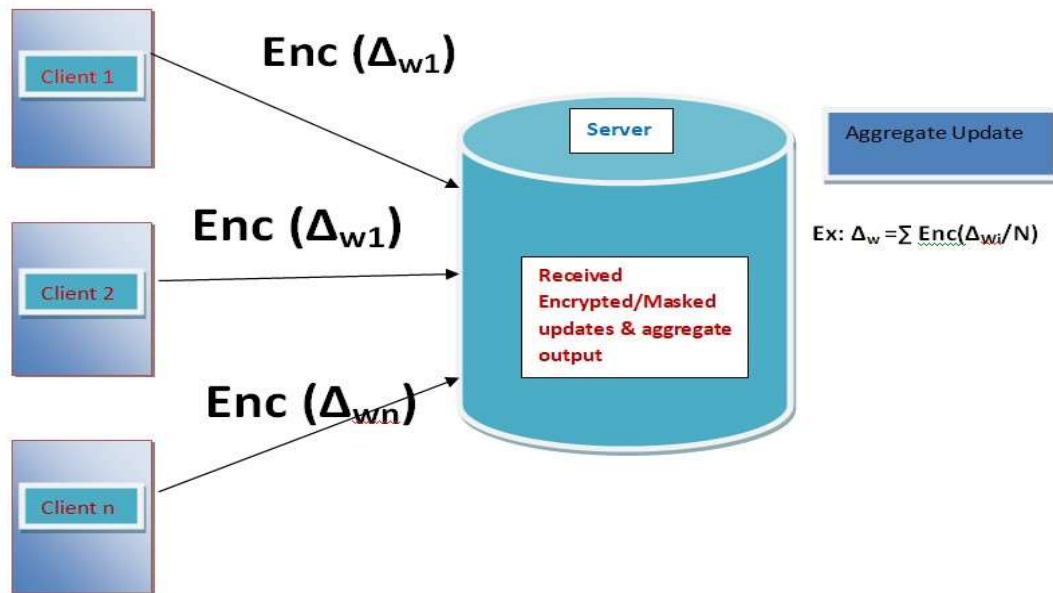 Client 1
Enc (Δw1)
Server
Aggregate Update
Enc (Δw1)
Ex: Δw =∑ Enc(ΔWi/N)
Client 2
Received
Encrypted/Masked
updates & aggregate
output
Enc (Δwn)
Client n